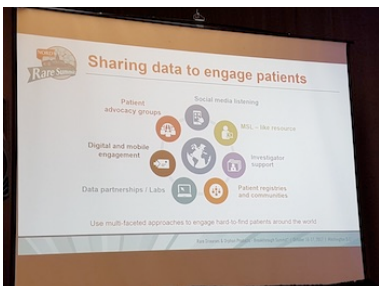 Rare
Sharing data to engage patients
Social media listening
Patient
advocacy groups
MSL – like resource
Digital and mobile
engagement
Investigator
support
Data partnerships / Labs
Patient registries
and communities
Use multi-faceted approaches to engage hard-to-find patients around the world